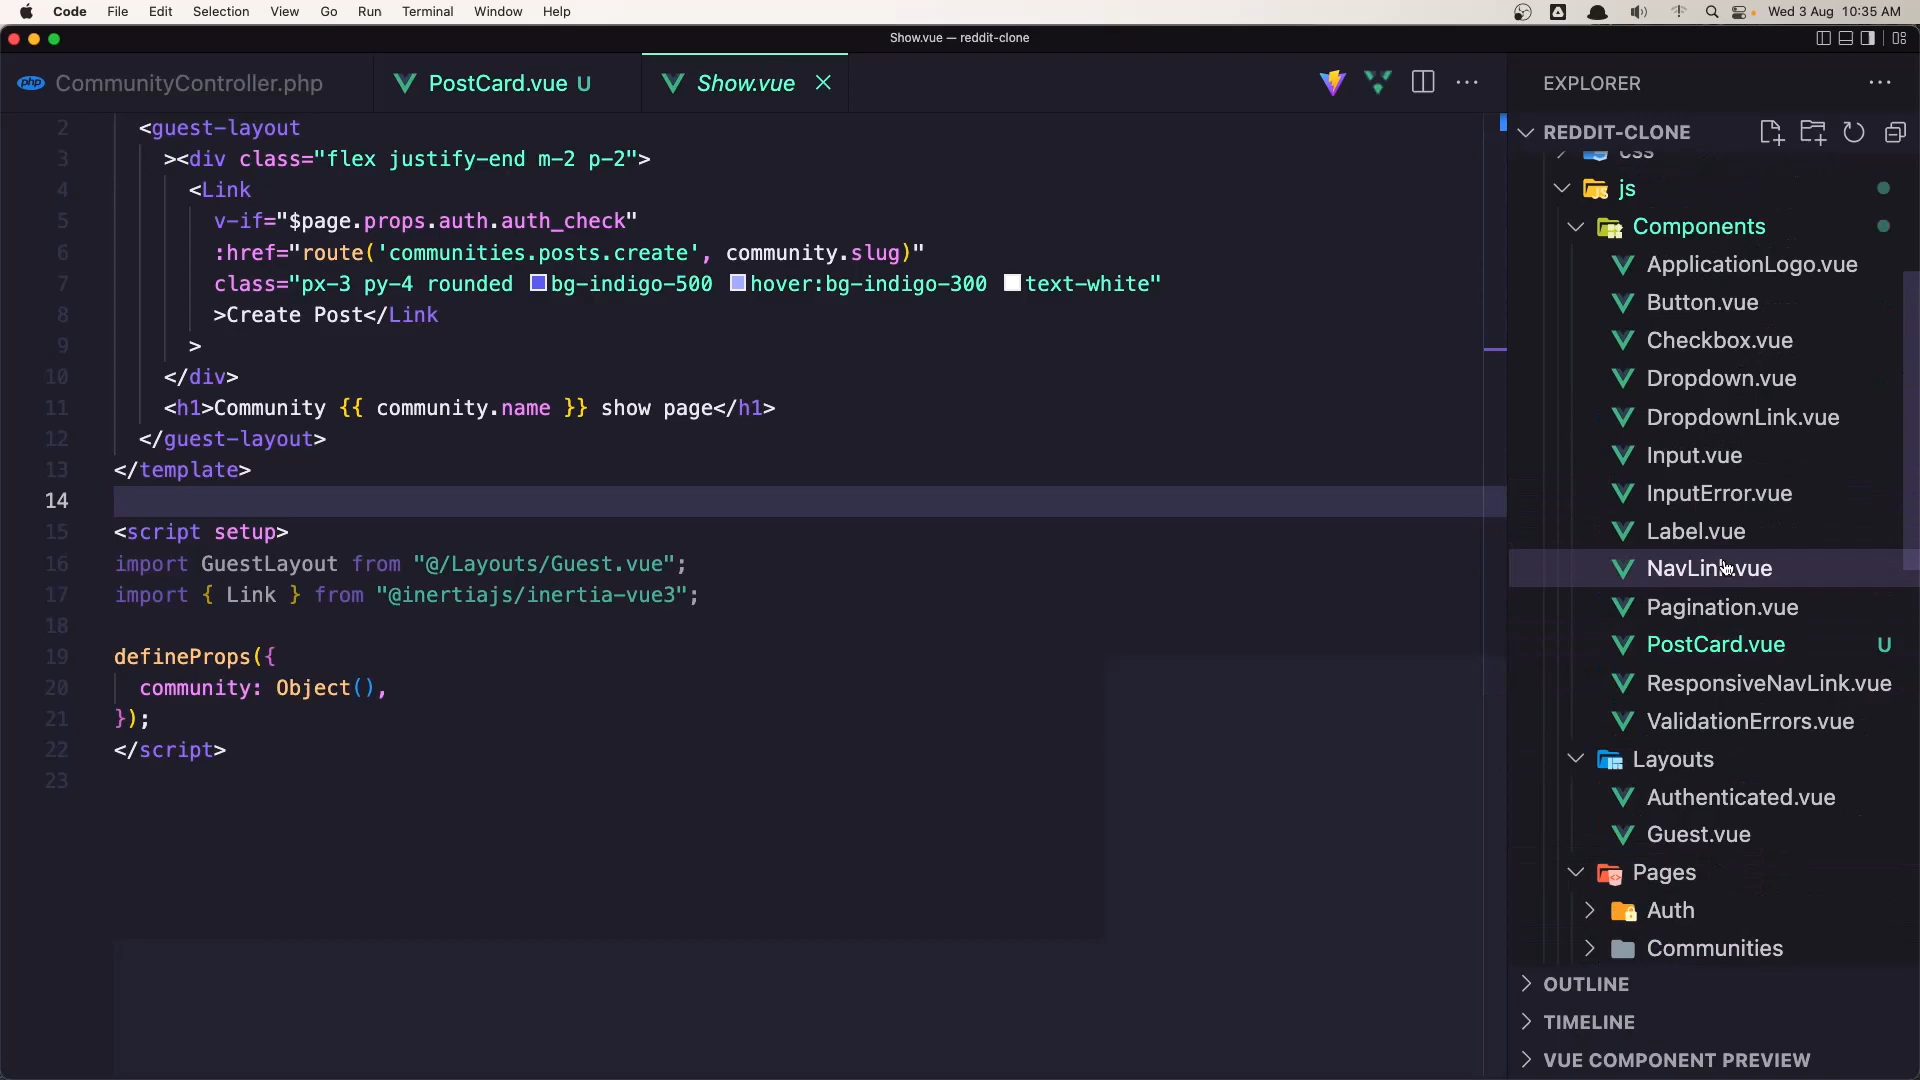 Code File Edit Selection View Go Run Terminal Window Help Wed 3 Aug 10:35 AM
Show.vue — reddit-clone
php CommunityController.php PostCard.vue U Show.vue
2 <guest-layout
3 ><div class="flex justify-end m-2 p-2">
4 <Link
5 v-if="$page.props.auth.auth_check"
6 :href="route('communities.posts.create', community.slug)"
7 class="px-3 py-4 rounded bg-indigo-500 hover:bg-indigo-300 text-white"
8 >Create Post</Link
9 >
10 </div>
11 <h1>Community {{ community.name }} show page</h1>
12 </guest-layout>
13 </template>
14
15 <script setup>
16 import GuestLayout from "@/Layouts/Guest.vue";
17 import { Link } from "@inertiajs/inertia-vue3";
18
19 defineProps({
20 community: Object(),
21 });
22 </script>
23
EXPLORER
REDDIT-CLONE
css
js
Components
ApplicationLogo.vue
Button.vue
Checkbox.vue
Dropdown.vue
DropdownLink.vue
Input.vue
InputError.vue
Label.vue
NavLink.vue
Pagination.vue
PostCard.vue U
ResponsiveNavLink.vue
ValidationErrors.vue
Layouts
Authenticated.vue
Guest.vue
Pages
Auth
Communities
OUTLINE
TIMELINE
VUE COMPONENT PREVIEW